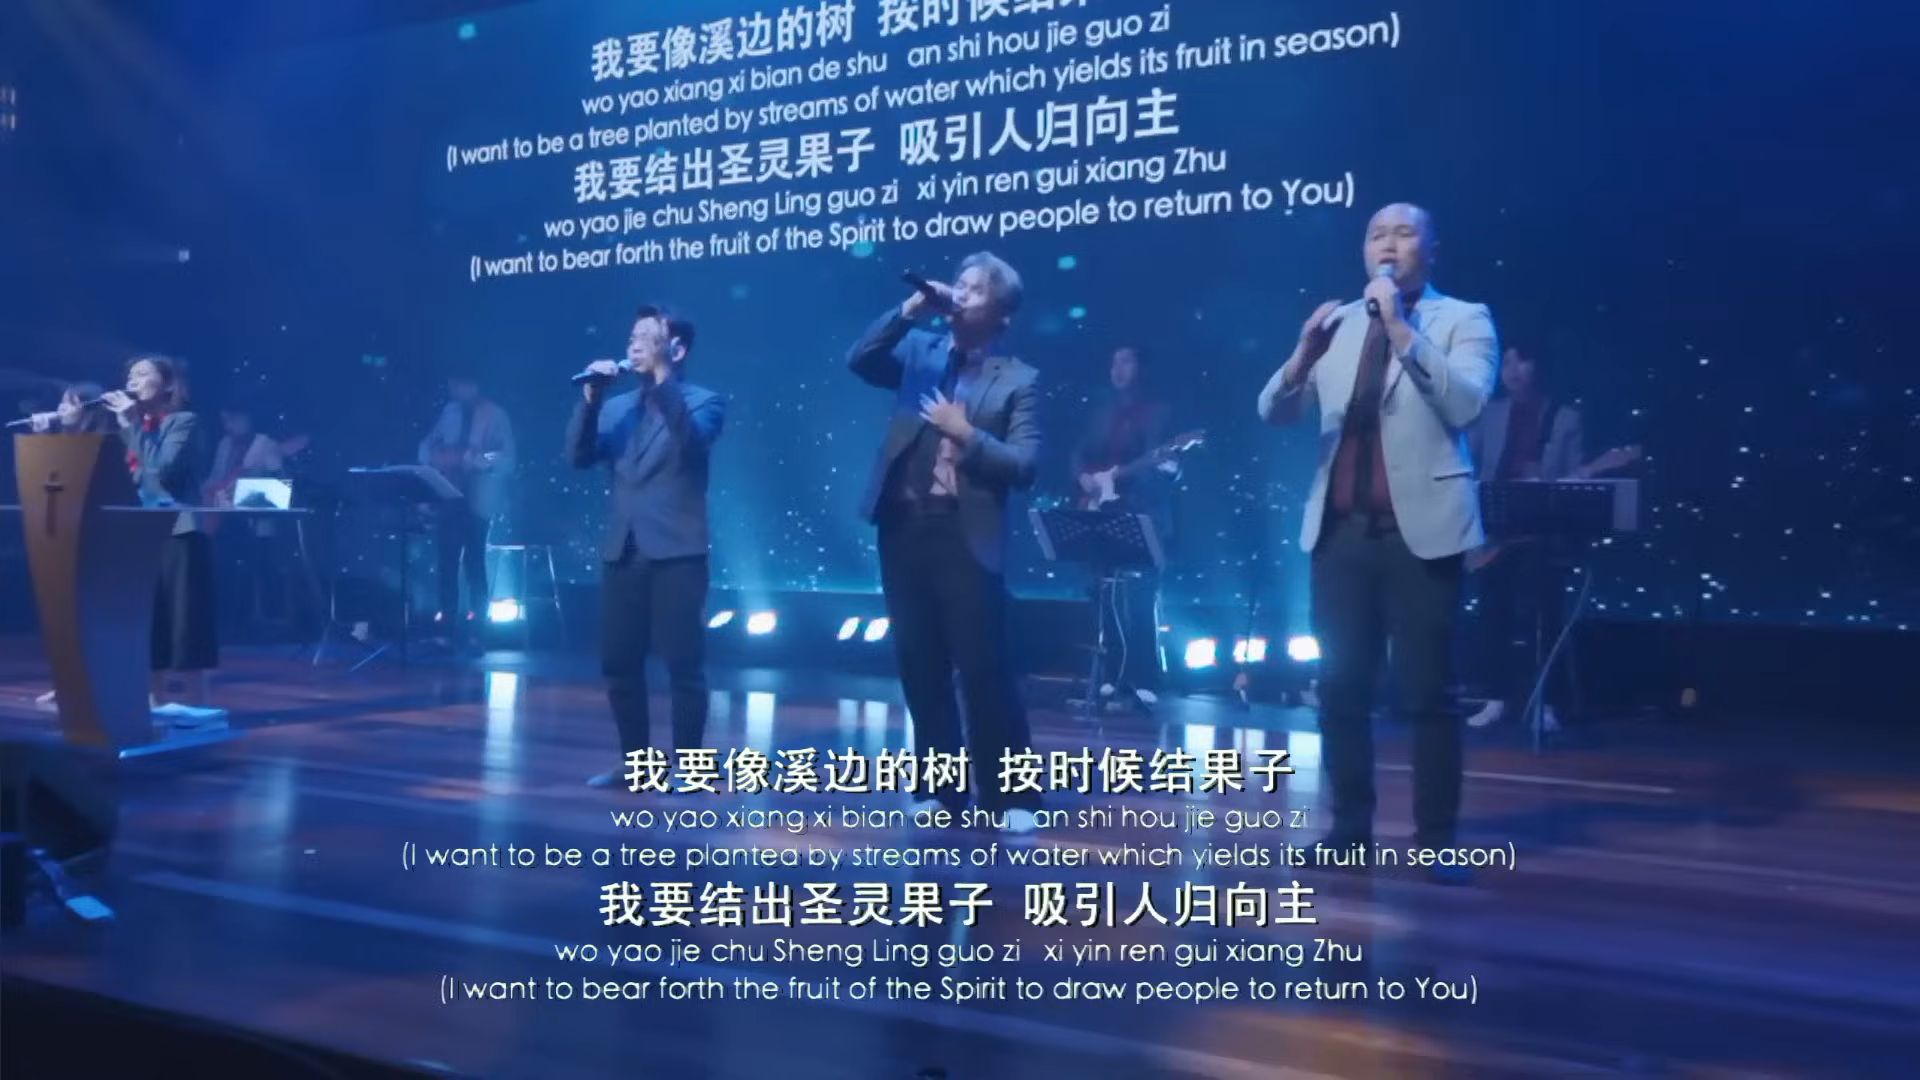 我要像溪边的树 按时候结果
wo yao xiang xi bian de shu an shi hou jie guo zi
(I want to be a tree planted by streams of water which yields its fruit in season)
我要结出圣灵果子 吸引人归向主
wo yao jie chu Sheng Ling guo zi xi yin ren gui xiang Zhu
(I want to bear forth the fruit of the Spirit to draw people to return to You)
我要像溪边的树 按时候结果子
wo yao xiang xi bian de shu an shi hou jie guo zi
(I want to be a tree planted by streams of water which yields its fruit in season)
我要结出圣灵果子 吸引人归向主
wo yao jie chu Sheng Ling guo zi xi yin ren gui xiang Zhu
(I want to bear forth the fruit of the Spirit to draw people to return to You)